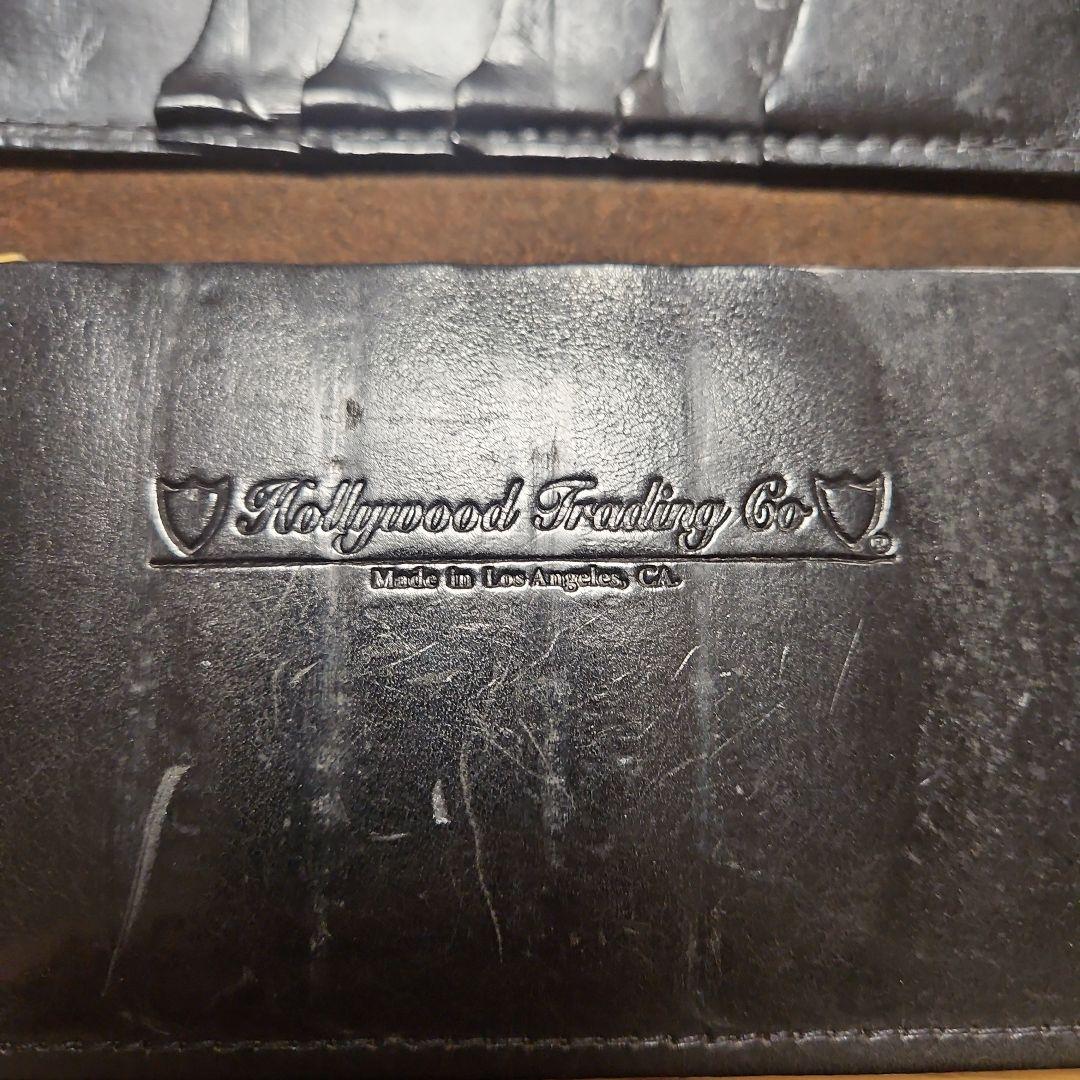 Hollywood Trading Co ®
Made in Los Angeles, CA.